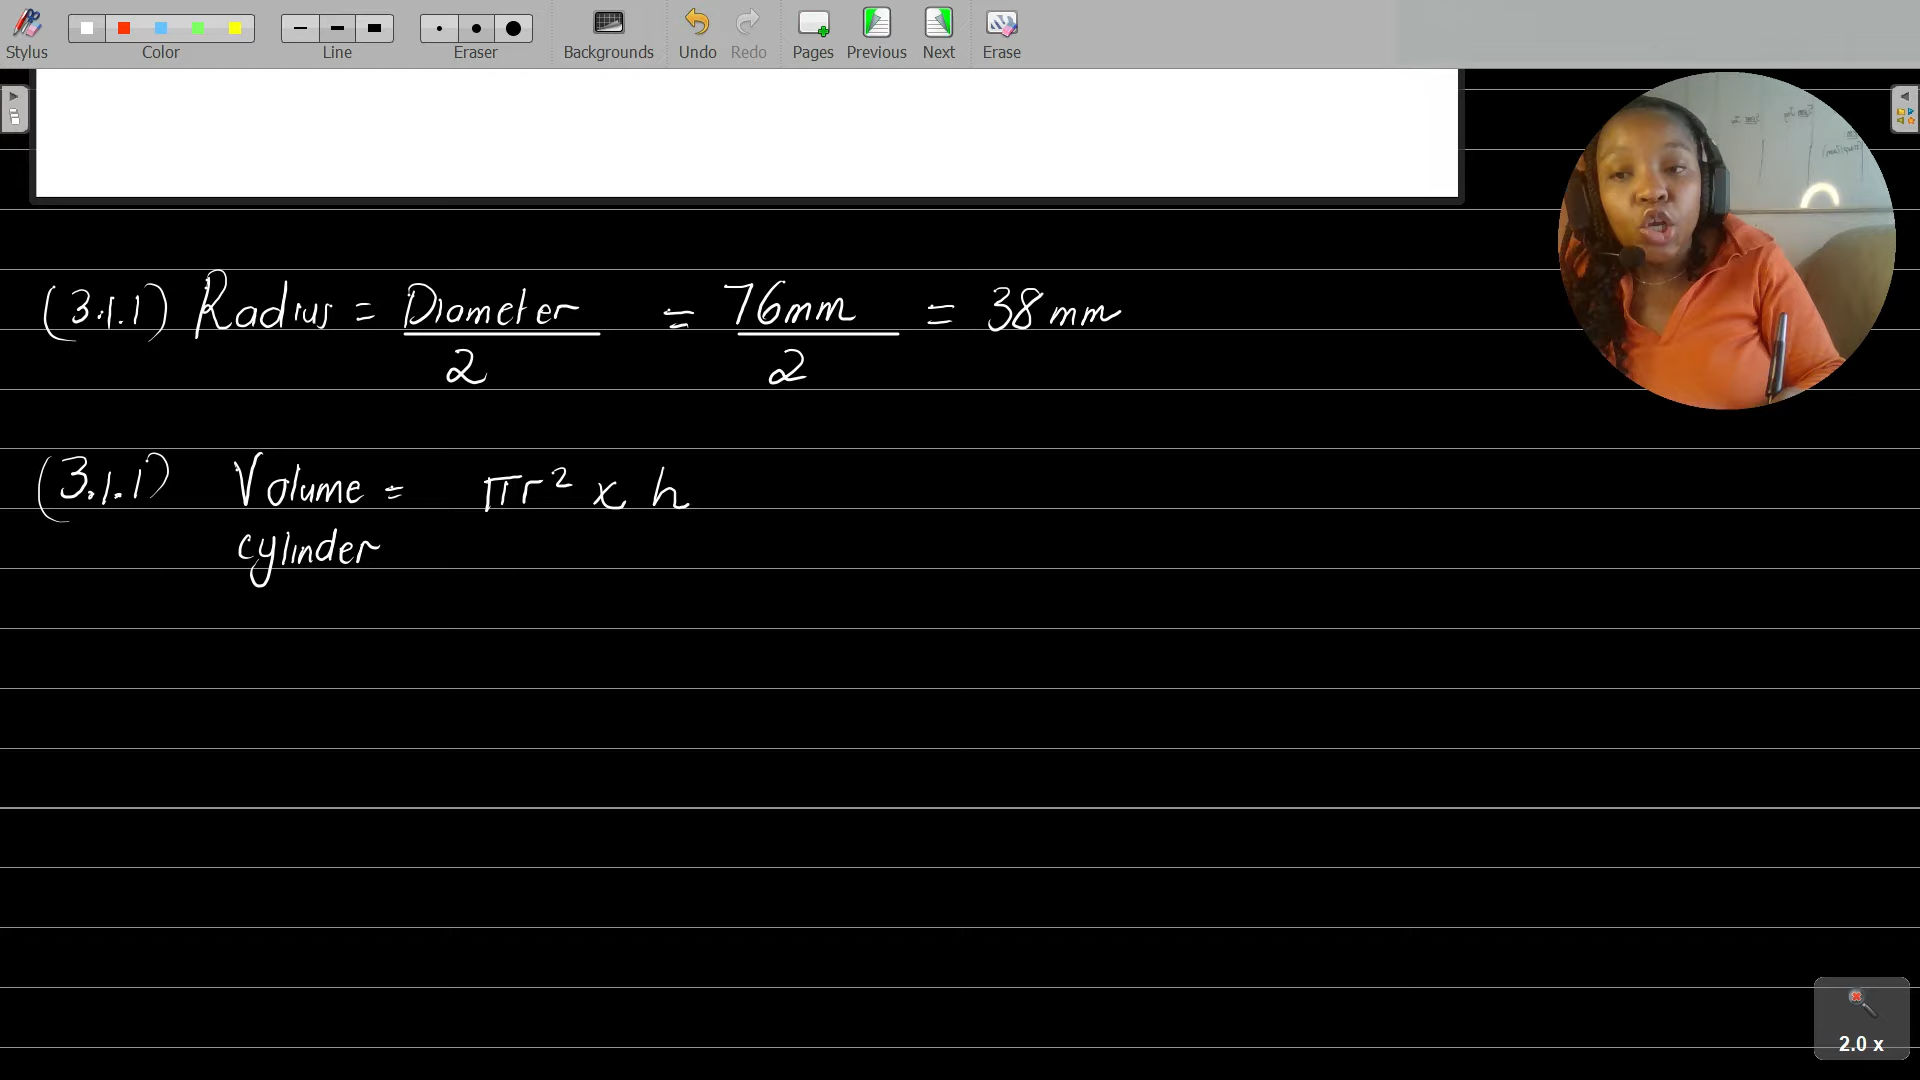 Stylus Color Line Eraser Backgrounds Undo Redo Pages Previous Next Erase
(3.1.1) Radius = Diameter/2 = 76mm/2 = 38 mm
(3.1.1) Volume = πr² x h
cylinder
2.0 x